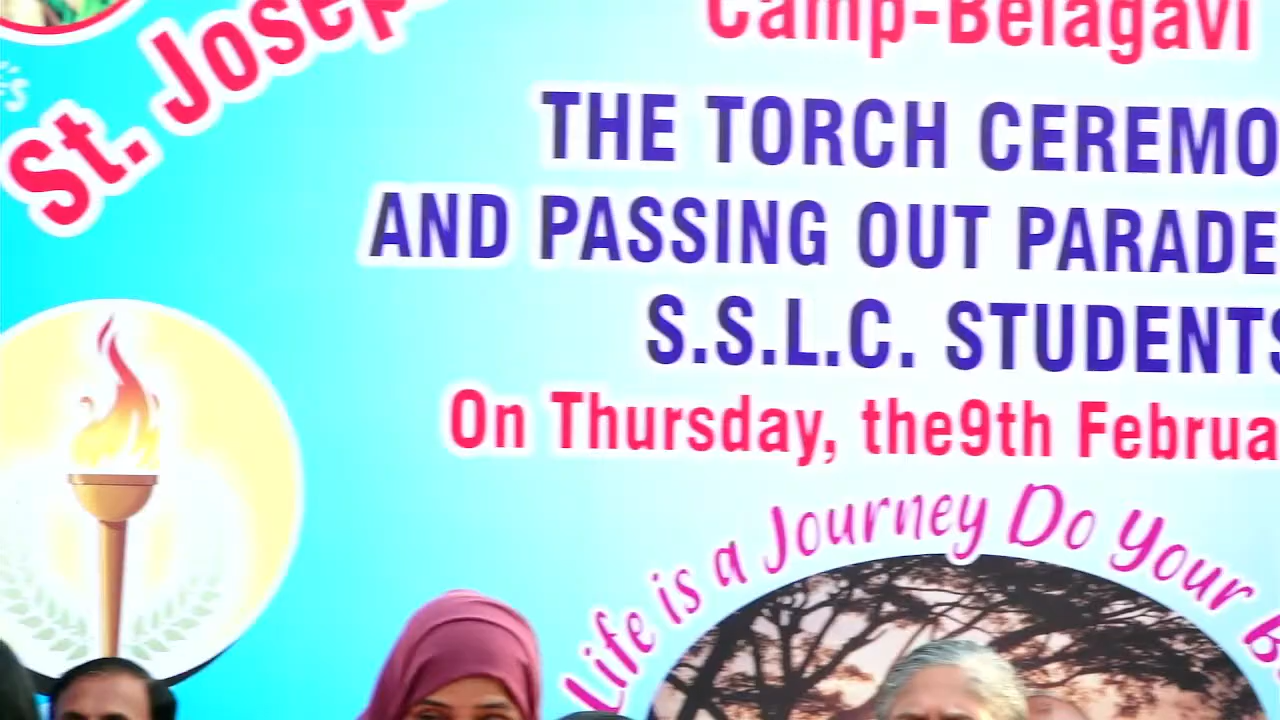 St. Josep
Camp-Belagavi
THE TORCH CEREMO
AND PASSING OUT PARADE
S.S.L.C. STUDENTS
On Thursday, the9th Februa
Life is a Journey Do Your